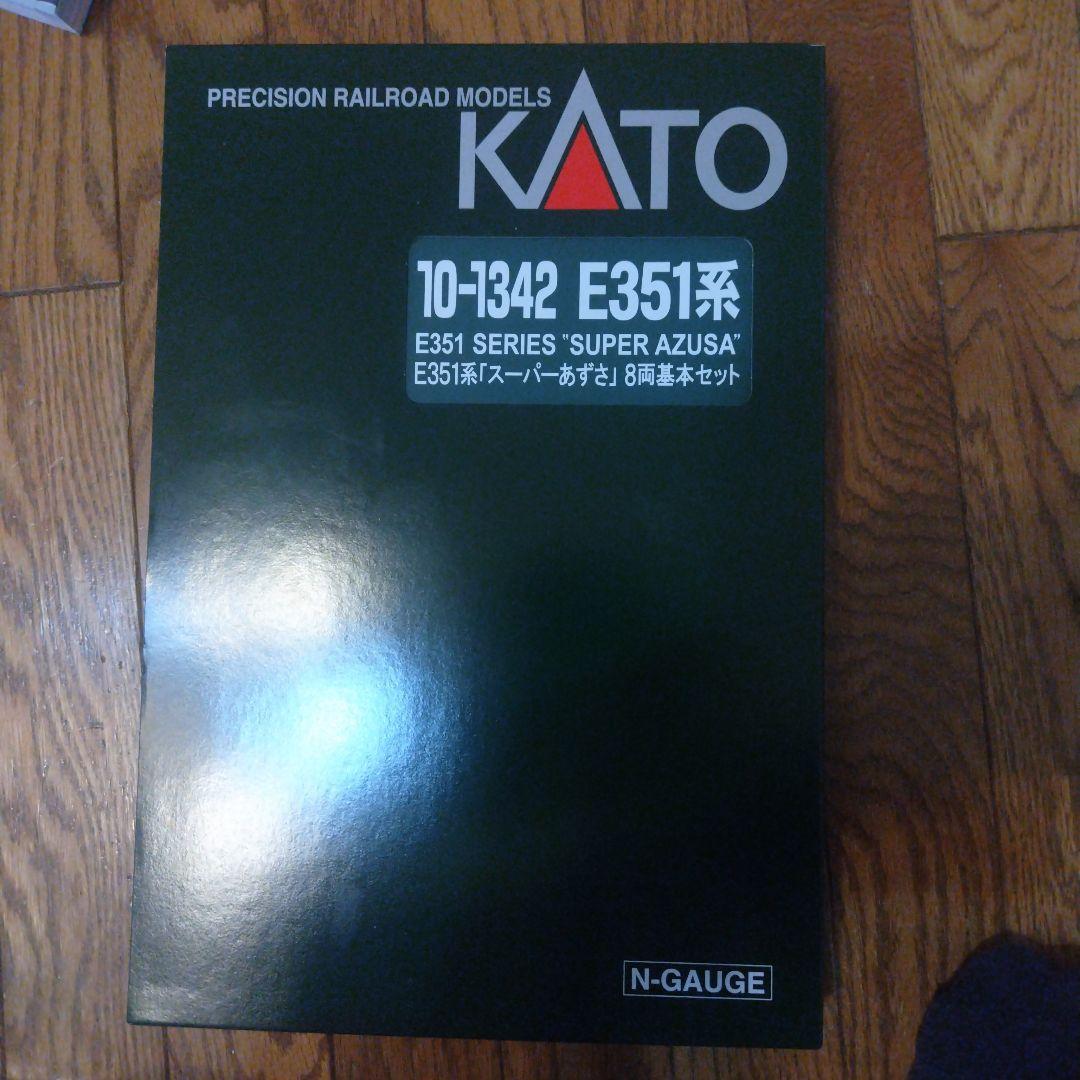 PRECISION RAILROAD MODELS
KATO
10-1342 E351系
E351 SERIES "SUPER AZUSA"
E351系「スーパーあずさ」8両基本セット
N-GAUGE